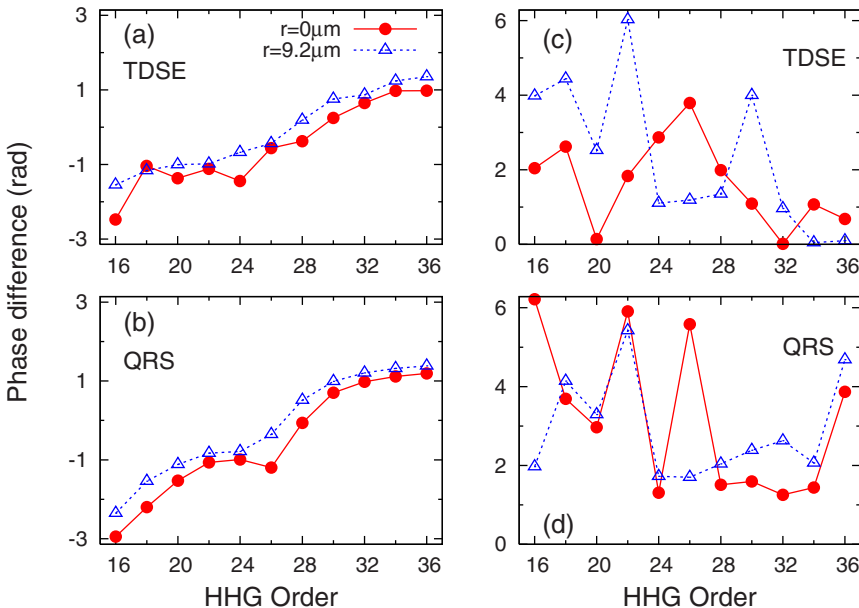 (a)
r=0μm
r=9.2μm
TDSE
3
1
-1
-3
16 20 24 28 32 36
(c)
TDSE
6
4
2
0
16 20 24 28 32 36
Phase difference (rad)
(b)
QRS
3
1
-1
-3
16 20 24 28 32 36
HHG Order
QRS
(d)
6
4
2
0
16 20 24 28 32 36
HHG Order